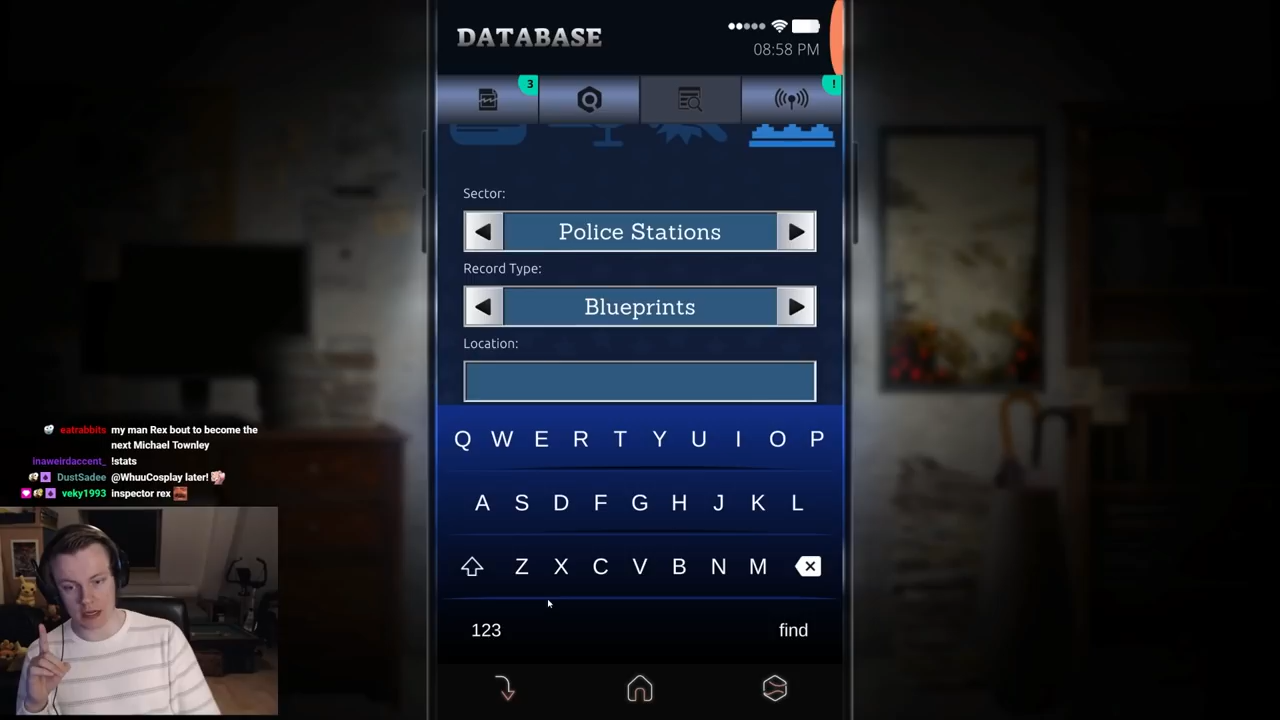 DATABASE
08:58 PM
3
!
Sector:
Police Stations
Record Type:
Blueprints
Location:
Q W E R T Y U I O P
A S D F G H J K L
Z X C V B N M
123
find
eatrabbits my man Rex bout to become the
next Michael Townley
inaweirdaccent_ !stats
DustSadee @WhuuCosplay later!
veky1993 inspector rex